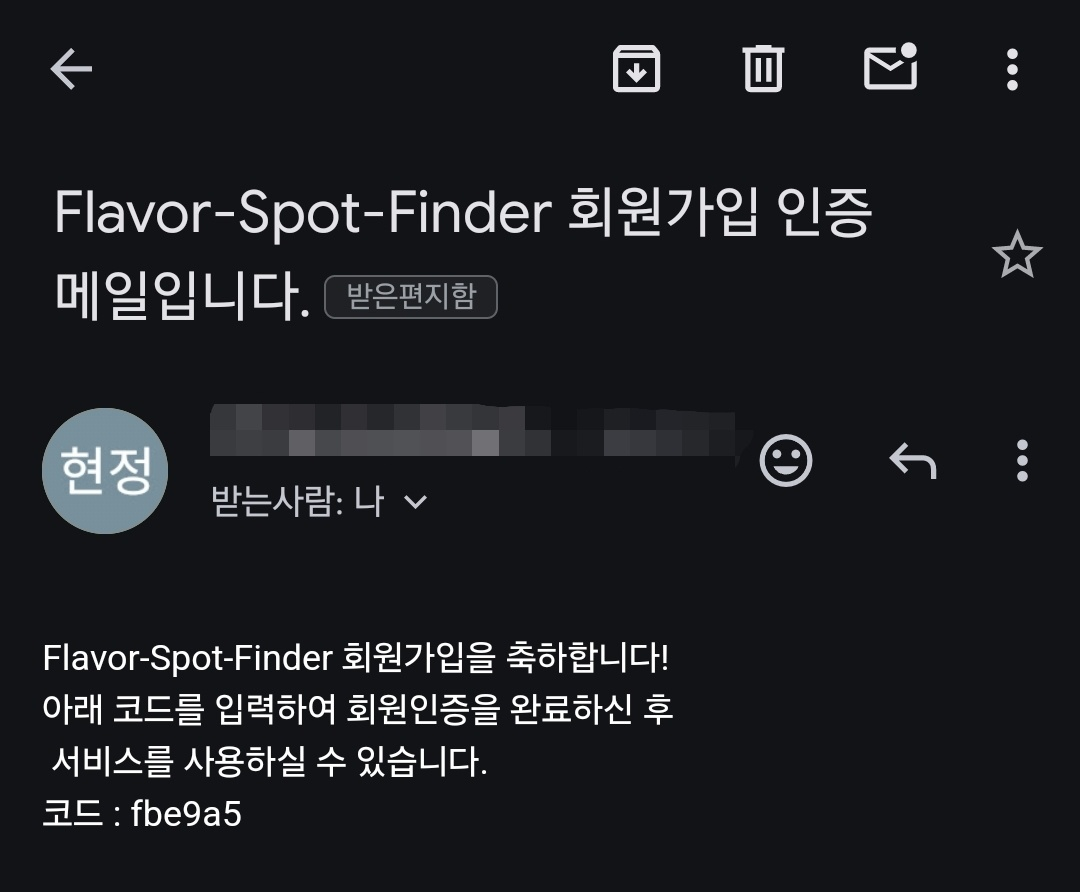 Flavor-Spot-Finder 회원가입 인증
메일입니다. 받은편지함
현정
받는사람: 나
Flavor-Spot-Finder 회원가입을 축하합니다!
아래 코드를 입력하여 회원인증을 완료하신 후
서비스를 사용하실 수 있습니다.
코드 : fbe9a5